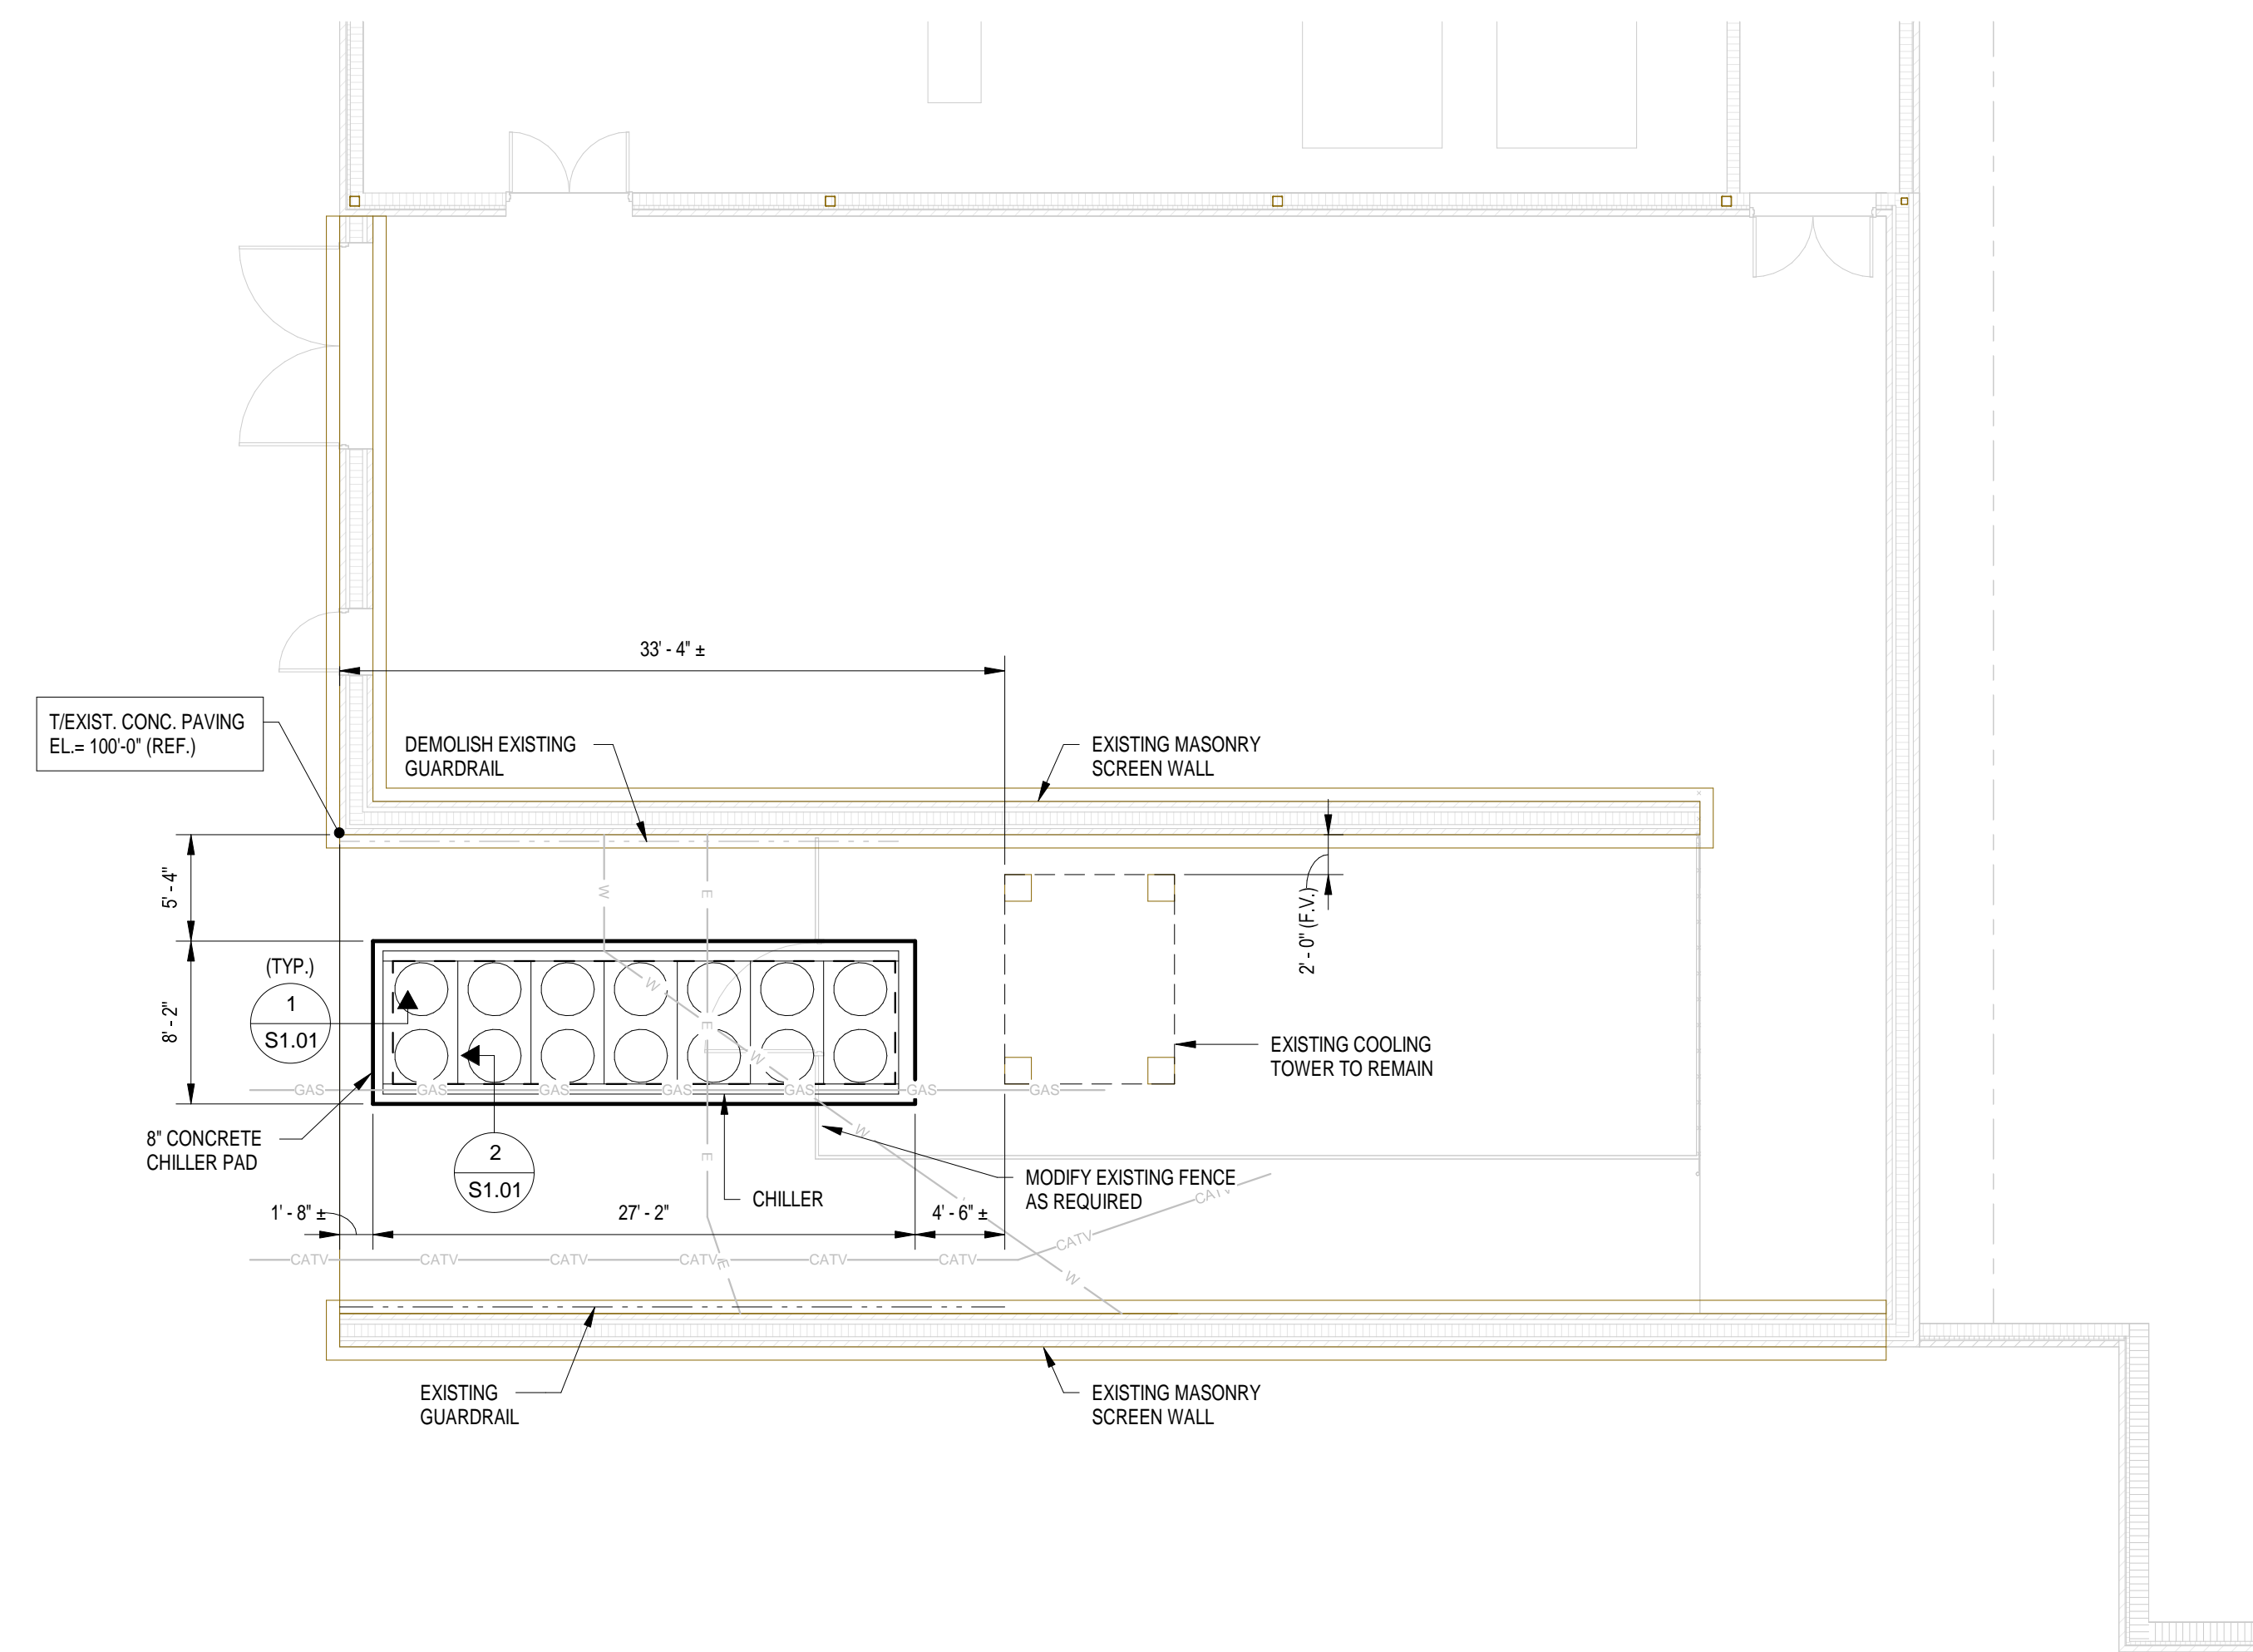 33' - 4" ±
T/EXIST. CONC. PAVING
EL.= 100'-0" (REF.)
DEMOLISH EXISTING
GUARDRAIL
EXISTING MASONRY
SCREEN WALL
5' - 4"
W
E
2' - 0" (F.V.)
(TYP.)
1
S1.01
8' - 2"
W
E
W
EXISTING COOLING
TOWER TO REMAIN
GAS GAS GAS GAS GAS GAS GAS
8" CONCRETE
CHILLER PAD
2
S1.01
W
E
CHILLER
MODIFY EXISTING FENCE
AS REQUIRED
CATV
1' - 8" ±
27' - 2"
4' - 6" ±
CATV CATV CATV CATV CATV CATV CATV
E
W
EXISTING
GUARDRAIL
EXISTING MASONRY
SCREEN WALL